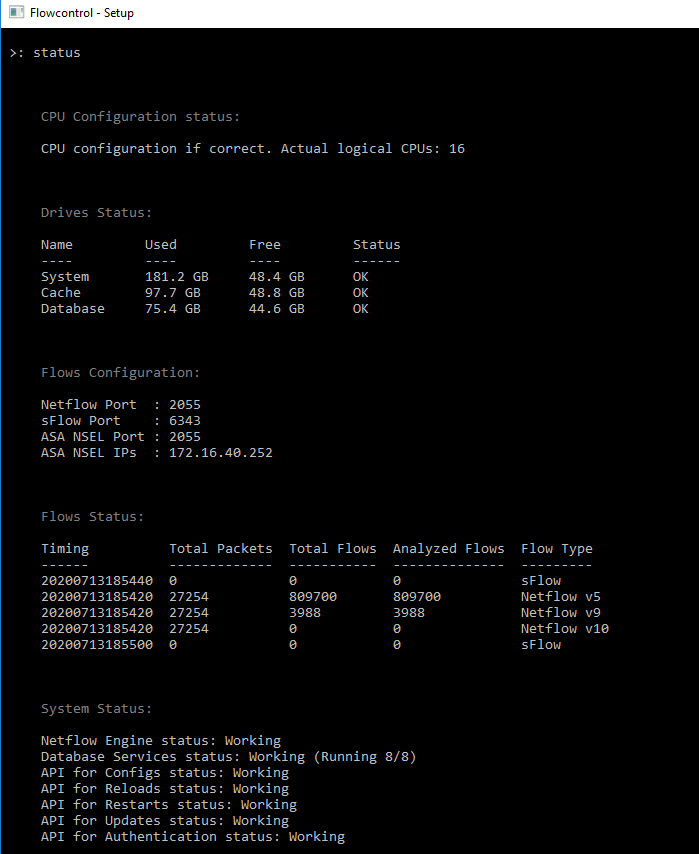 Flowcontrol - Setup
>: status
CPU Configuration status:
CPU configuration if correct. Actual logical CPUs: 16
Drives Status:
Name Used Free Status
---- ---- ---- ------
System 181.2 GB 48.4 GB OK
Cache 97.7 GB 48.8 GB OK
Database 75.4 GB 44.6 GB OK
Flows Configuration:
Netflow Port : 2055
sFlow Port : 6343
ASA NSEL Port : 2055
ASA NSEL IPs : 172.16.40.252
Flows Status:
Timing Total Packets Total Flows Analyzed Flows Flow Type
------ ------------- ----------- -------------- ---------
20200713185440 0 0 0 sFlow
20200713185420 27254 809700 809700 Netflow v5
20200713185420 27254 3988 3988 Netflow v9
20200713185420 27254 0 0 Netflow v10
20200713185500 0 0 0 sFlow
System Status:
Netflow Engine status: Working
Database Services status: Working (Running 8/8)
API for Configs status: Working
API for Reloads status: Working
API for Restarts status: Working
API for Updates status: Working
API for Authentication status: Working